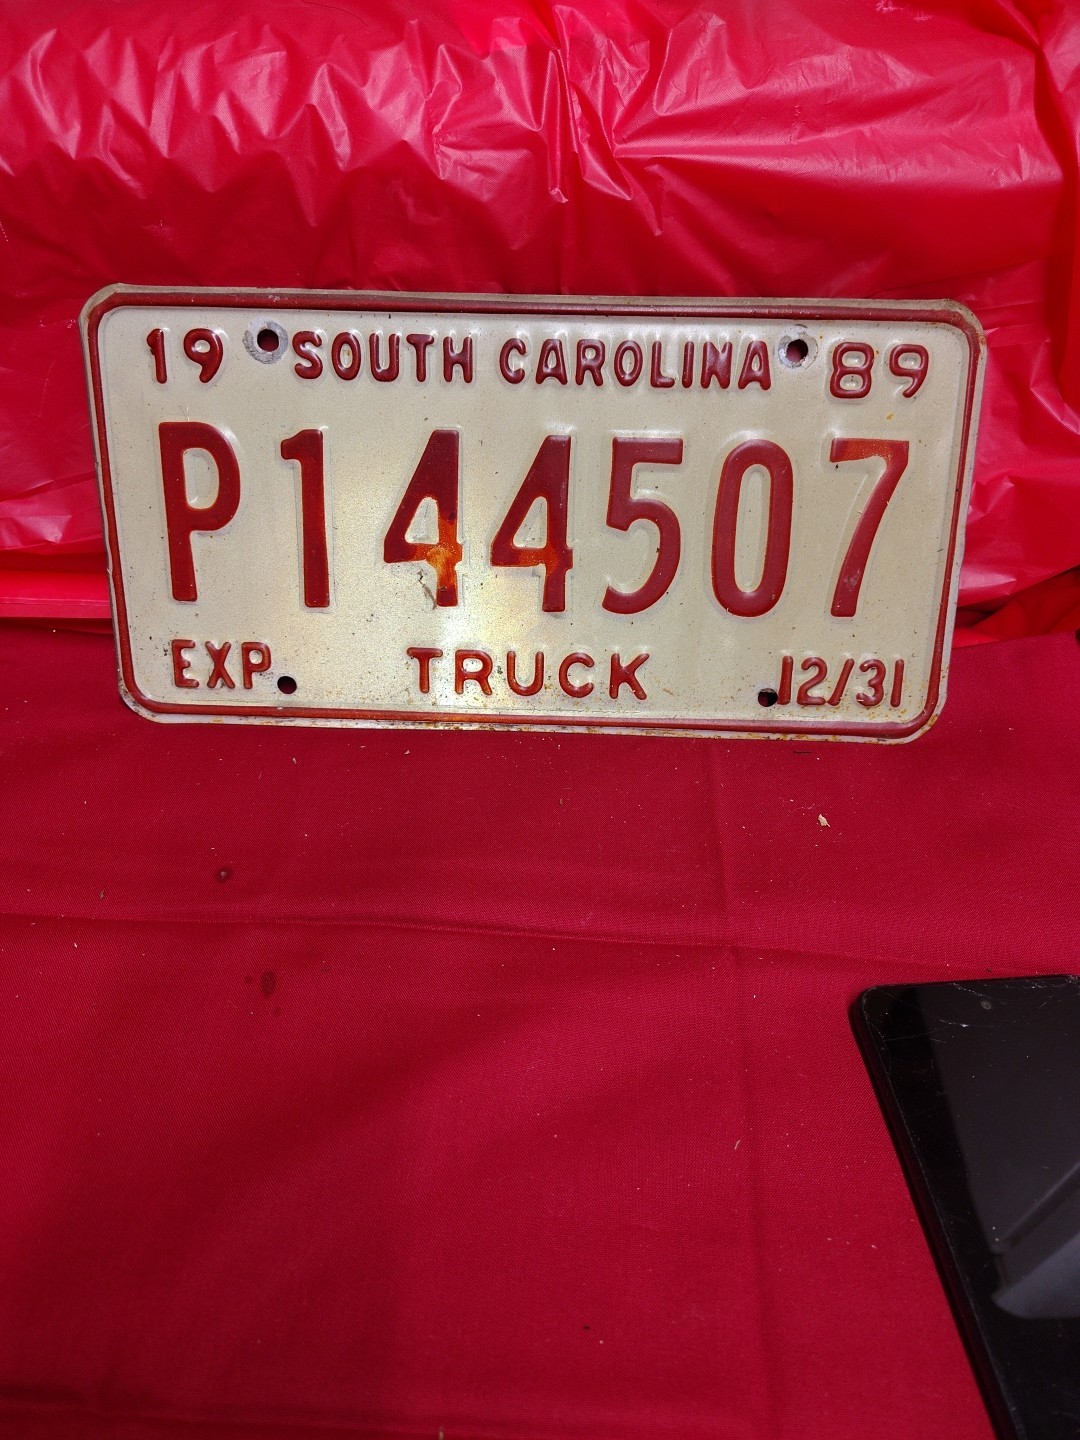 19 SOUTH CAROLINA 89
P144507
EXP TRUCK 12/31